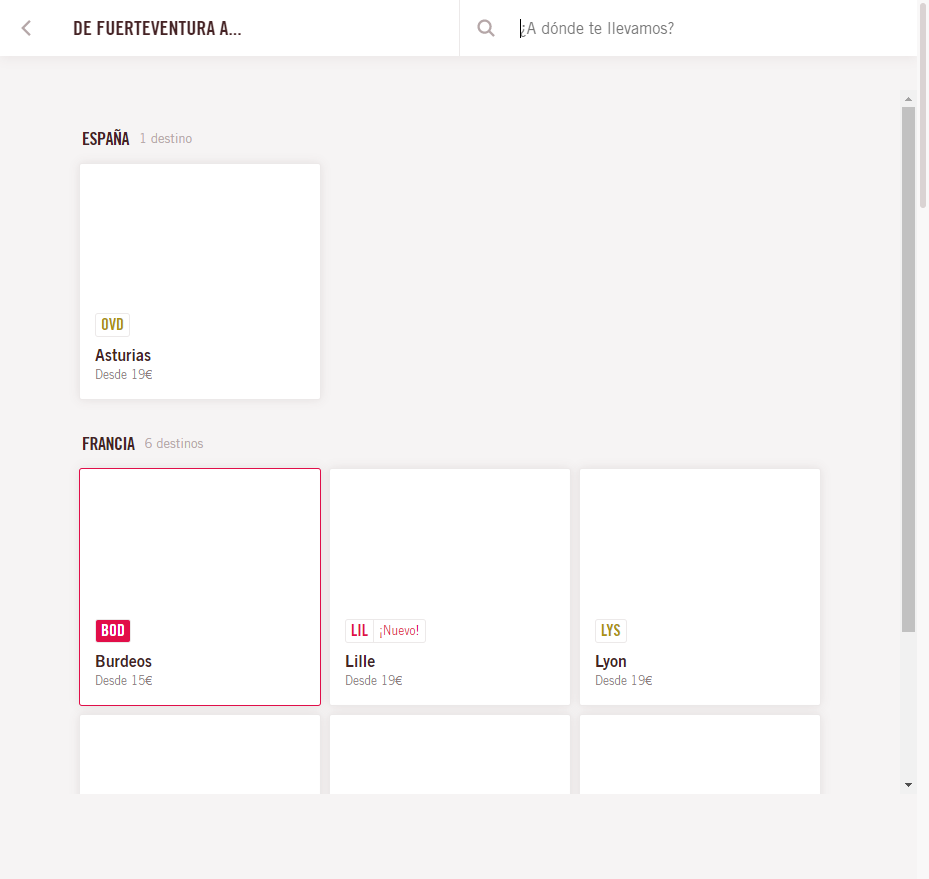 DE FUERTEVENTURA A...
¿A dónde te llevamos?
ESPAÑA 1 destino
OVD
Asturias
Desde 19€
FRANCIA 6 destinos
BOD
Burdeos
Desde 15€
LIL ¡Nuevo!
Lille
Desde 19€
LYS
Lyon
Desde 19€